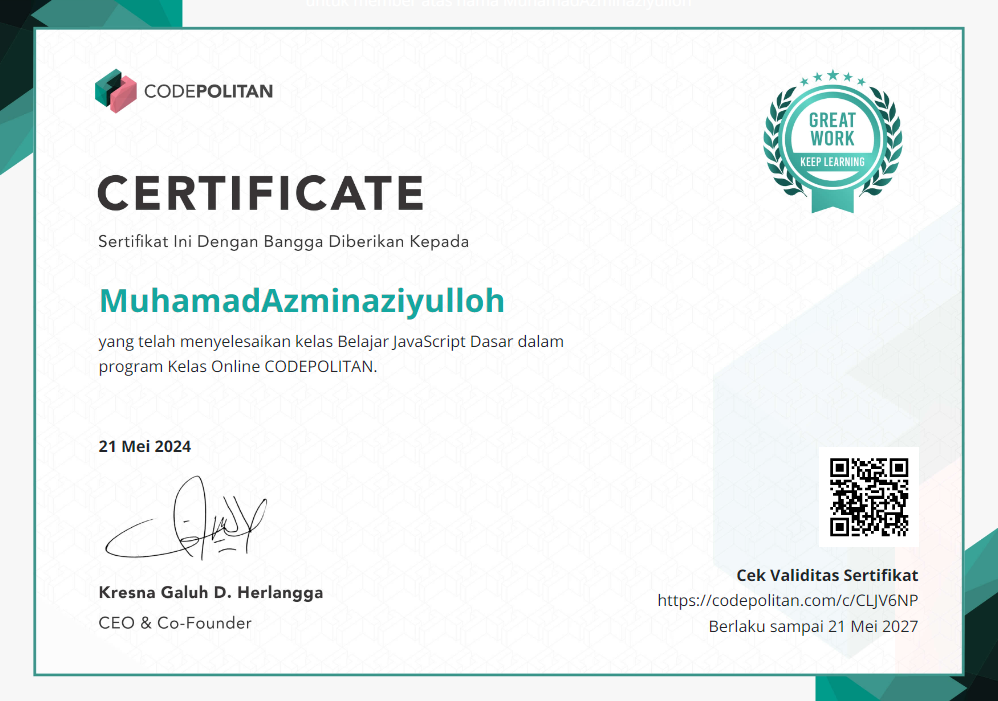 untuk member atas nama MuhamadAzminaziyulloh
CODEPOLITAN
GREAT
WORK
KEEP LEARNING
CERTIFICATE
Sertifikat Ini Dengan Bangga Diberikan Kepada
MuhamadAzminaziyulloh
yang telah menyelesaikan kelas Belajar JavaScript Dasar dalam
program Kelas Online CODEPOLITAN.
21 Mei 2024
Kresna Galuh D. Herlangga
CEO & Co-Founder
Cek Validitas Sertifikat
https://codepolitan.com/c/CLJV6NP
Berlaku sampai 21 Mei 2027